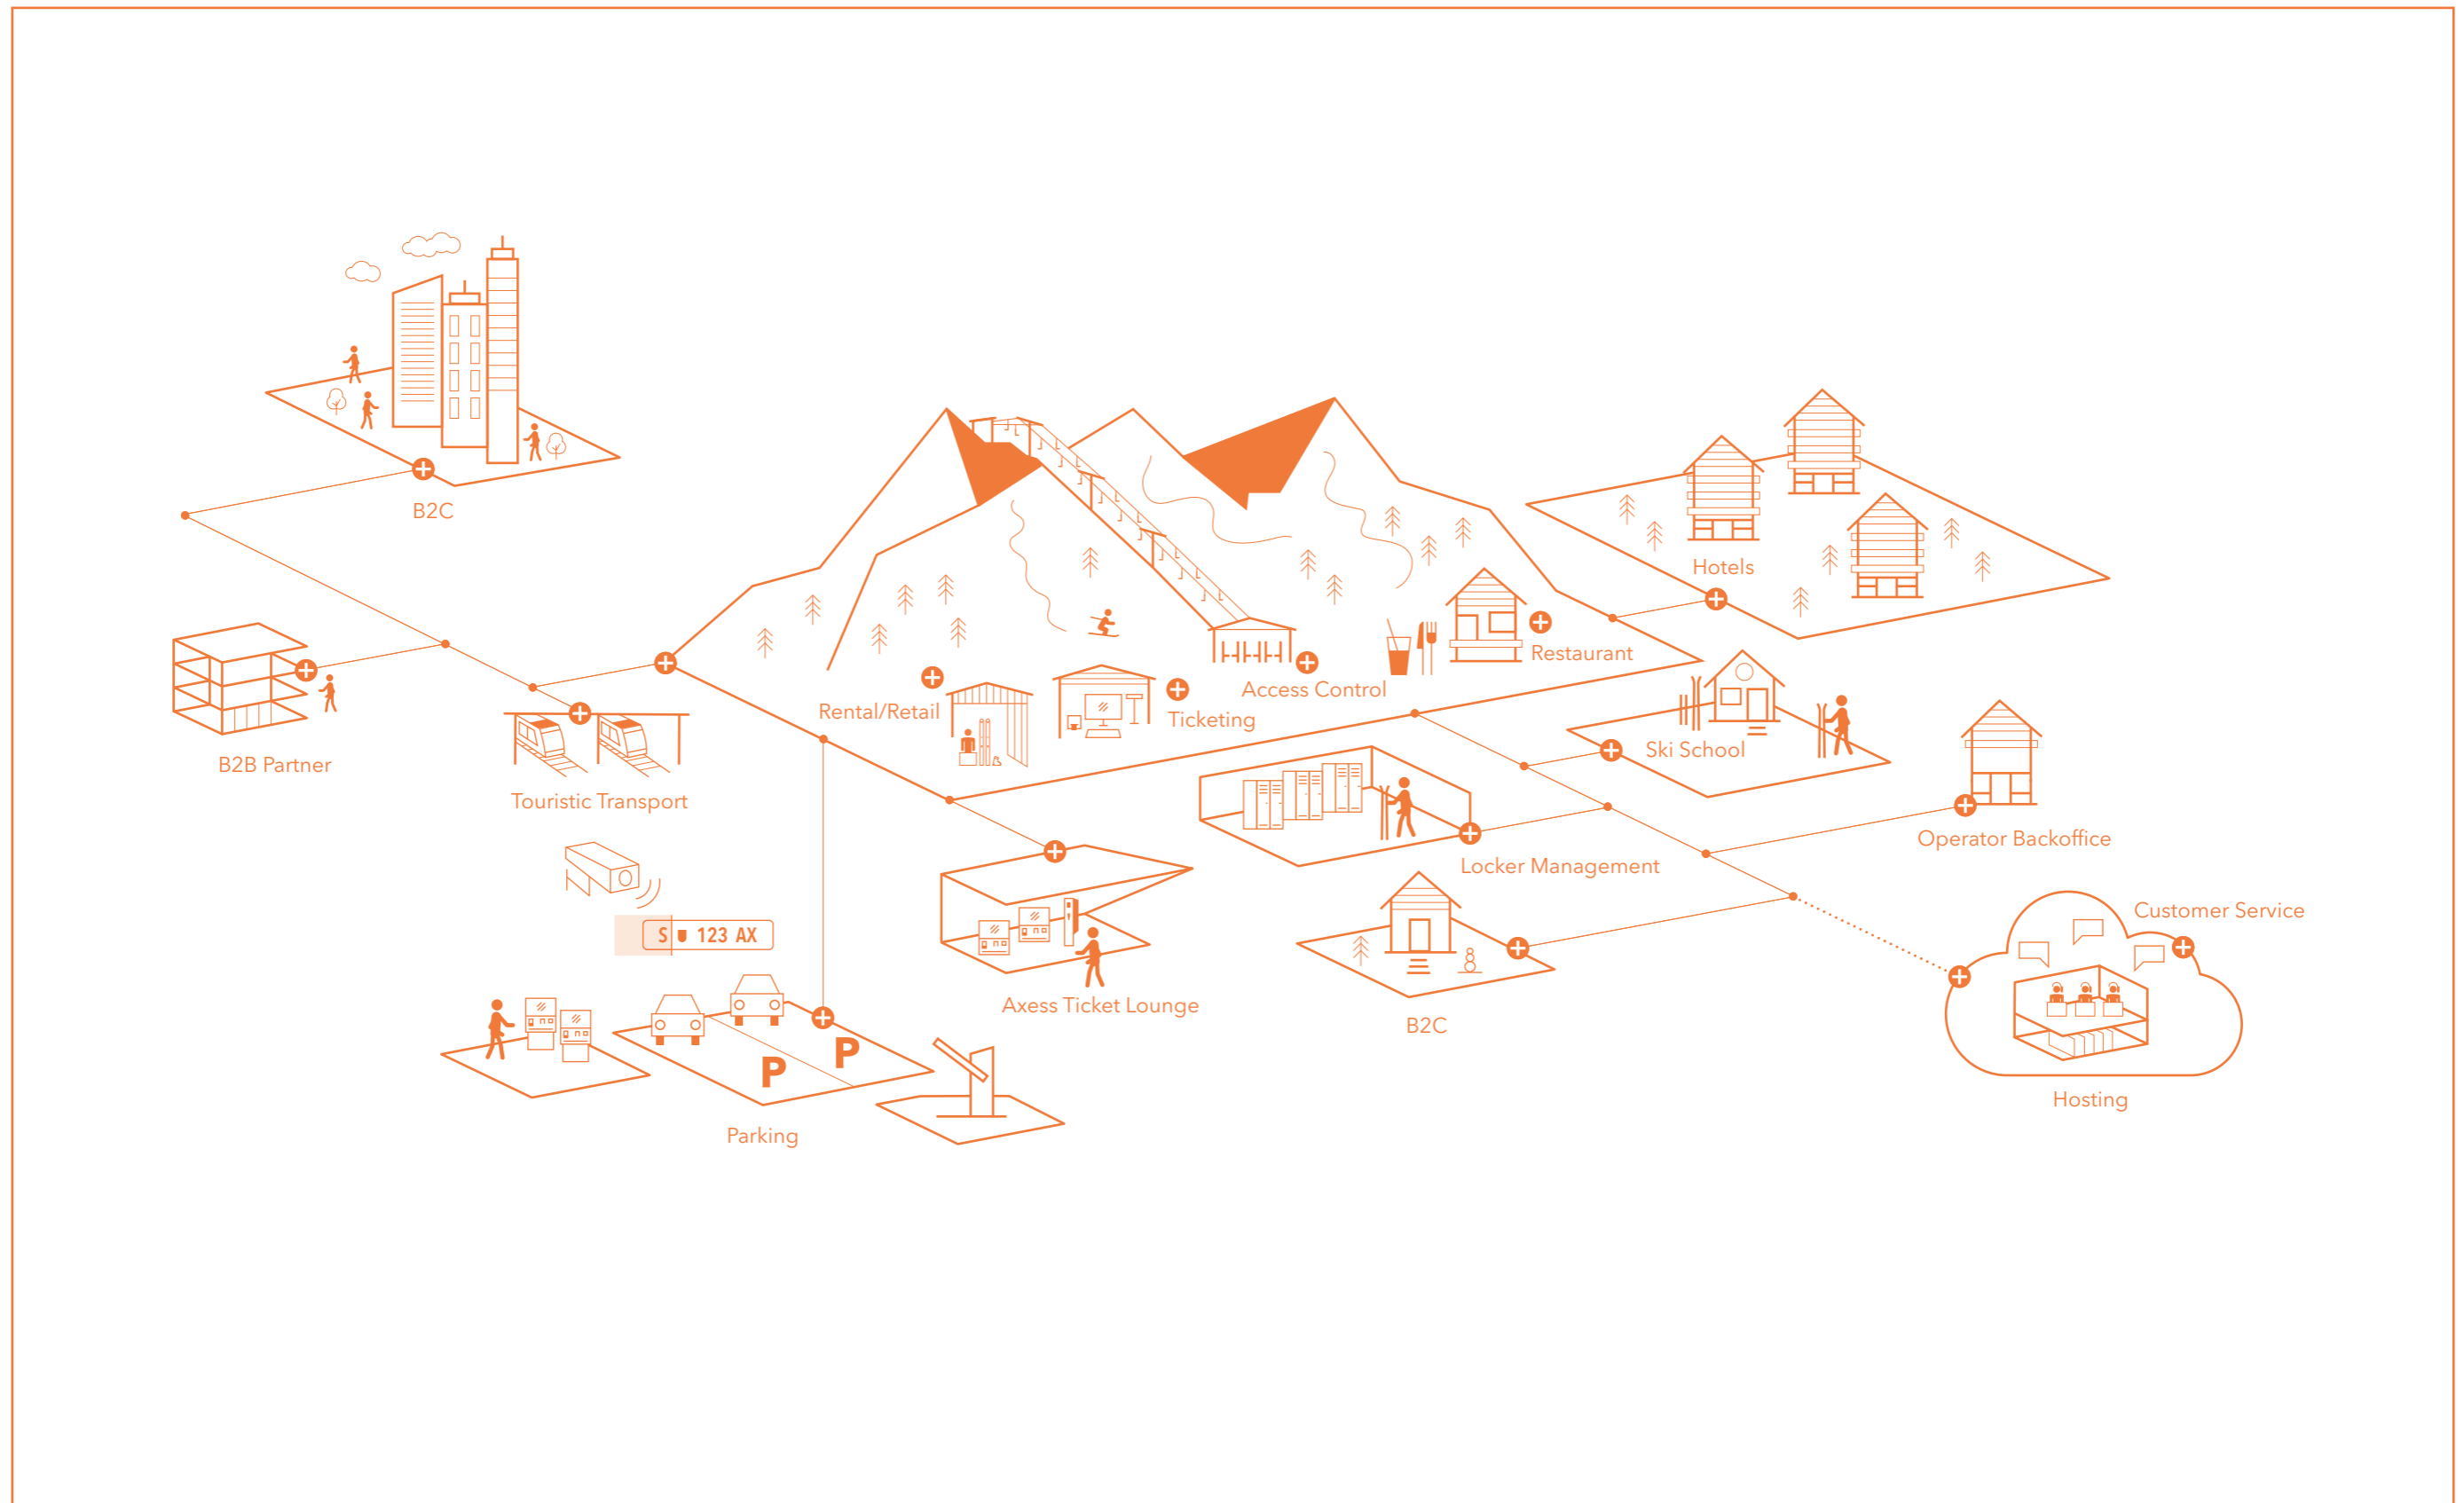 B2C
Hotels
Restaurant
Access Control
Rental/Retail
Ticketing
Ski School
B2B Partner
Touristic Transport
Operator Backoffice
Locker Management
Customer Service
S 123 AX
Axess Ticket Lounge
B2C
P
P
Hosting
Parking